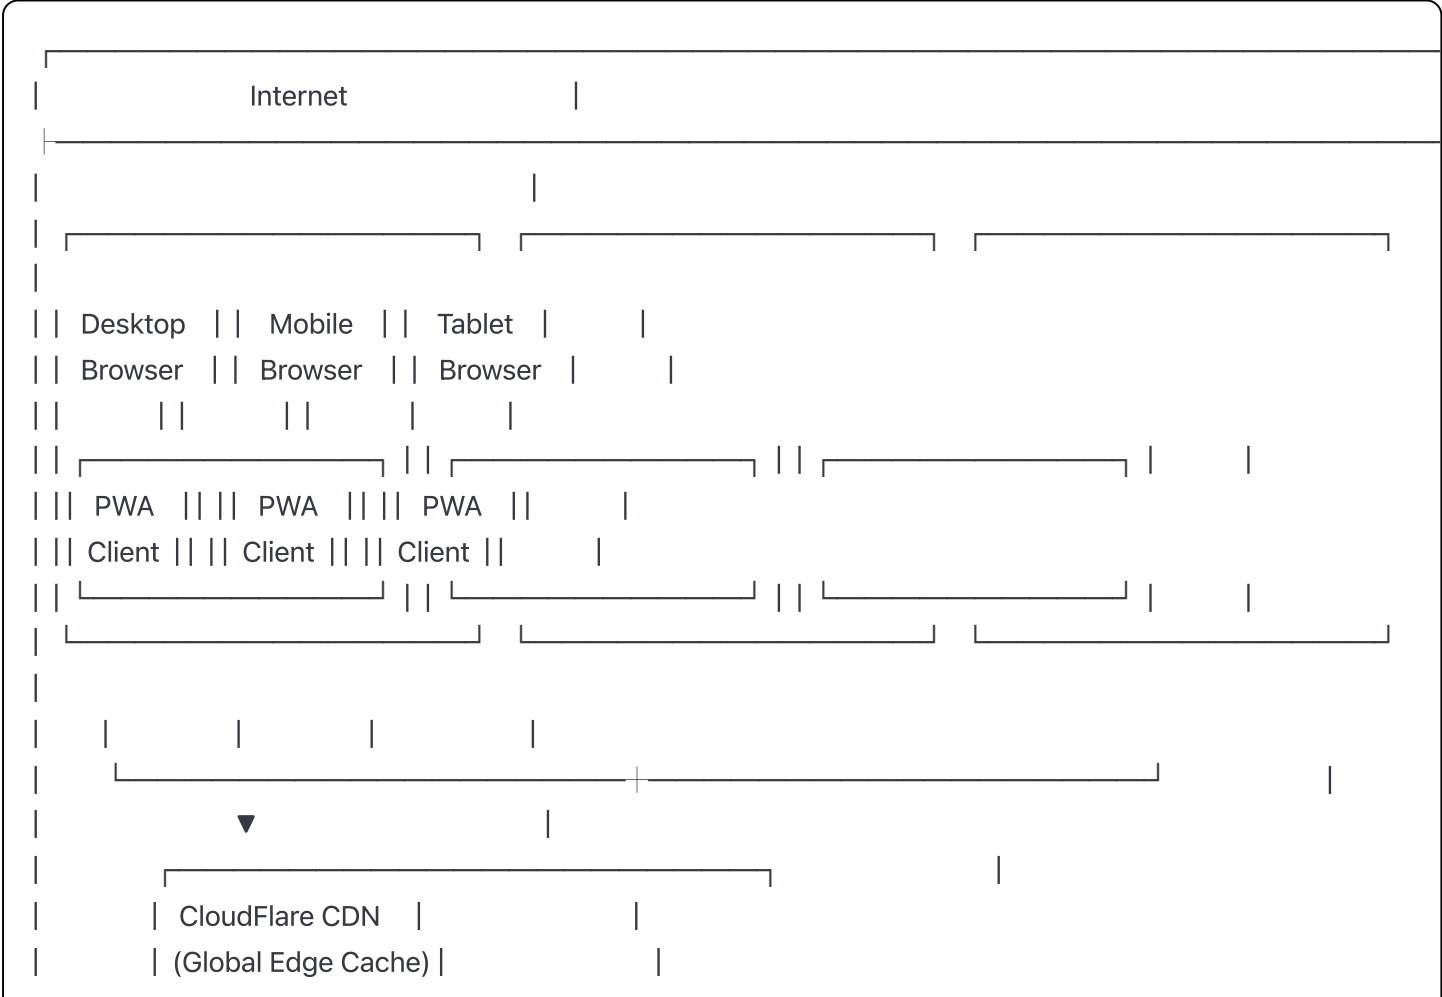 Internet
Desktop Mobile Tablet
Browser Browser Browser
PWA PWA PWA
Client Client Client
▼
CloudFlare CDN
(Global Edge Cache)